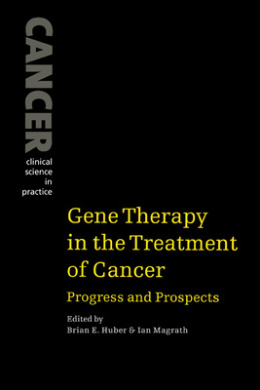 CANCER
clinical
science in
practice
Gene Therapy
in the Treatment
of Cancer
Progress and Prospects
Edited by
Brian E. Huber & Ian Magrath